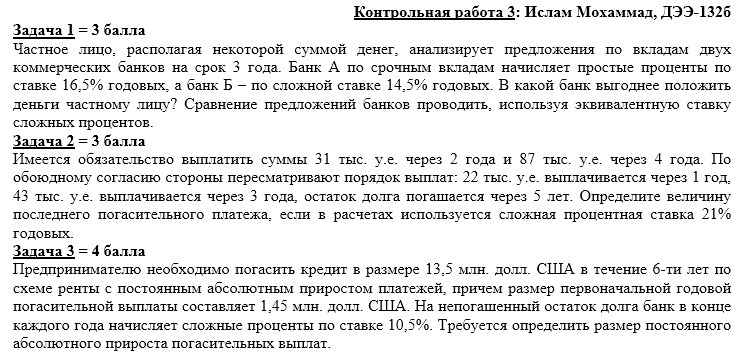 Контрольная работа 3: Ислам Мохаммад, ДЭЭ-132б
Задача 1 = 3 балла
Частное лицо, располагая некоторой суммой денег, анализирует предложения по вкладам двух
коммерческих банков на срок 3 года. Банк А по срочным вкладам начисляет простые проценты по
ставке 16,5% годовых, а банк Б – по сложной ставке 14,5% годовых. В какой банк выгоднее положить
деньги частному лицу? Сравнение предложений банков проводить, используя эквивалентную ставку
сложных процентов.
Задача 2 = 3 балла
Имеется обязательство выплатить суммы 31 тыс. у.е. через 2 года и 87 тыс. у.е. через 4 года. По
обоюдному согласию стороны пересматривают порядок выплат: 22 тыс. у.е. выплачивается через 1 год,
43 тыс. у.е. выплачивается через 3 года, остаток долга погашается через 5 лет. Определите величину
последнего погасительного платежа, если в расчетах используется сложная процентная ставка 21%
годовых.
Задача 3 = 4 балла
Предпринимателю необходимо погасить кредит в размере 13,5 млн. долл. США в течение 6-ти лет по
схеме ренты с постоянным абсолютным приростом платежей, причем размер первоначальной годовой
погасительной выплаты составляет 1,45 млн. долл. США. На непогашенный остаток долга банк в конце
каждого года начисляет сложные проценты по ставке 10,5%. Требуется определить размер постоянного
абсолютного прироста погасительных выплат.